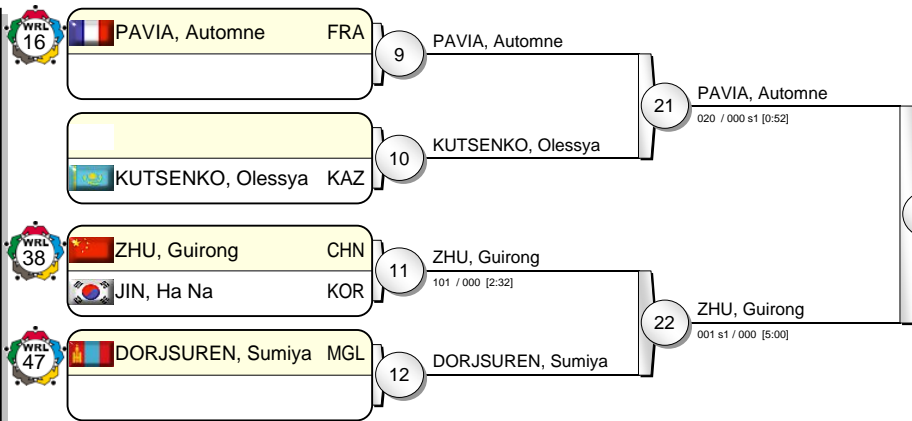 WRL
16
PAVIA, Automne FRA
9
PAVIA, Automne
21
PAVIA, Automne
020 / 000 s1 [0:52]
10
KUTSENKO, Olessya
KUTSENKO, Olessya KAZ
WRL
38
ZHU, Guirong CHN
11
ZHU, Guirong
101 / 000 [2:32]
JIN, Ha Na KOR
22
ZHU, Guirong
001 s1 / 000 [5:00]
WRL
47
DORJSUREN, Sumiya MGL
12
DORJSUREN, Sumiya